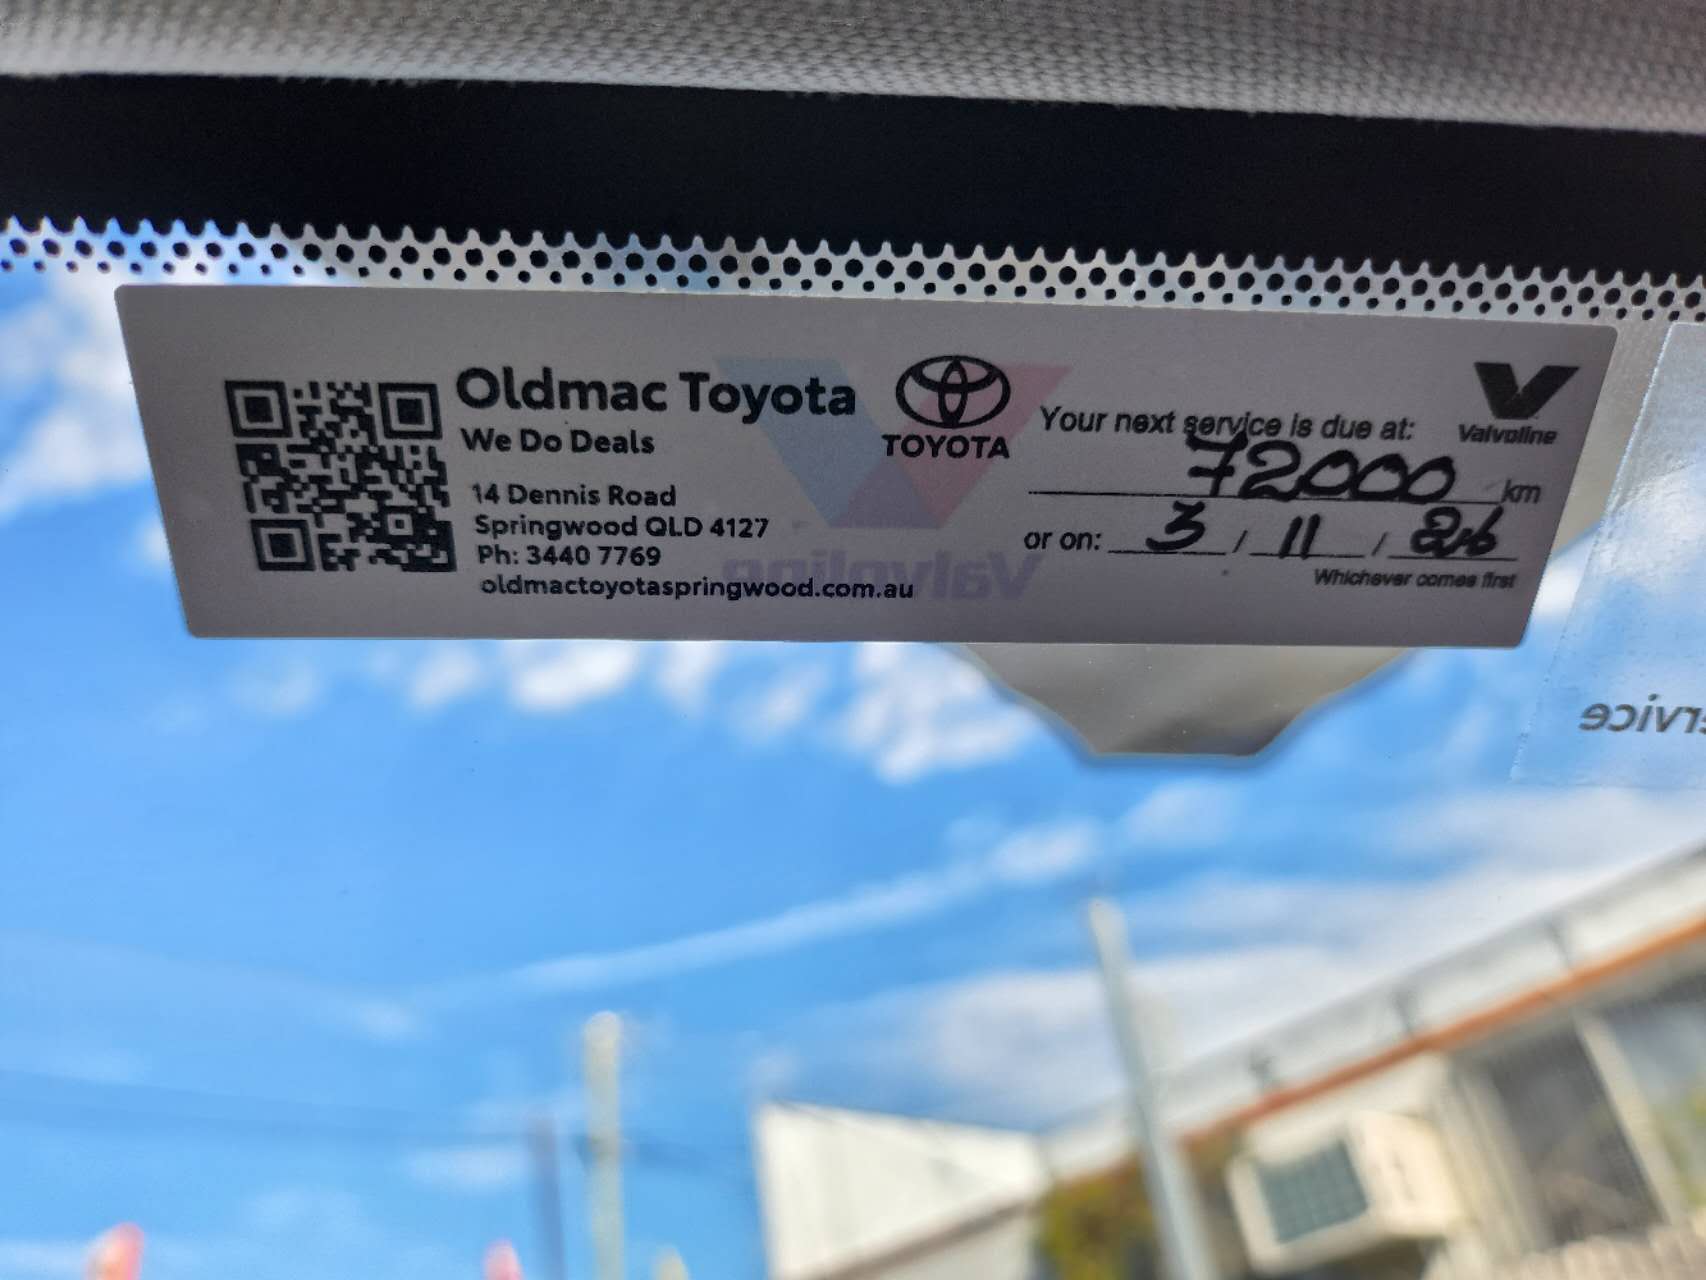 Oldmac Toyota
We Do Deals
14 Dennis Road
Springwood QLD 4127
Ph: 3440 7769
oldmactoyotaspringwood.com.au
TOYOTA
Valvoline
Your next service is due at:
72000 km
or on: 3 / 11 / 26
Whichever comes first
Valvoline